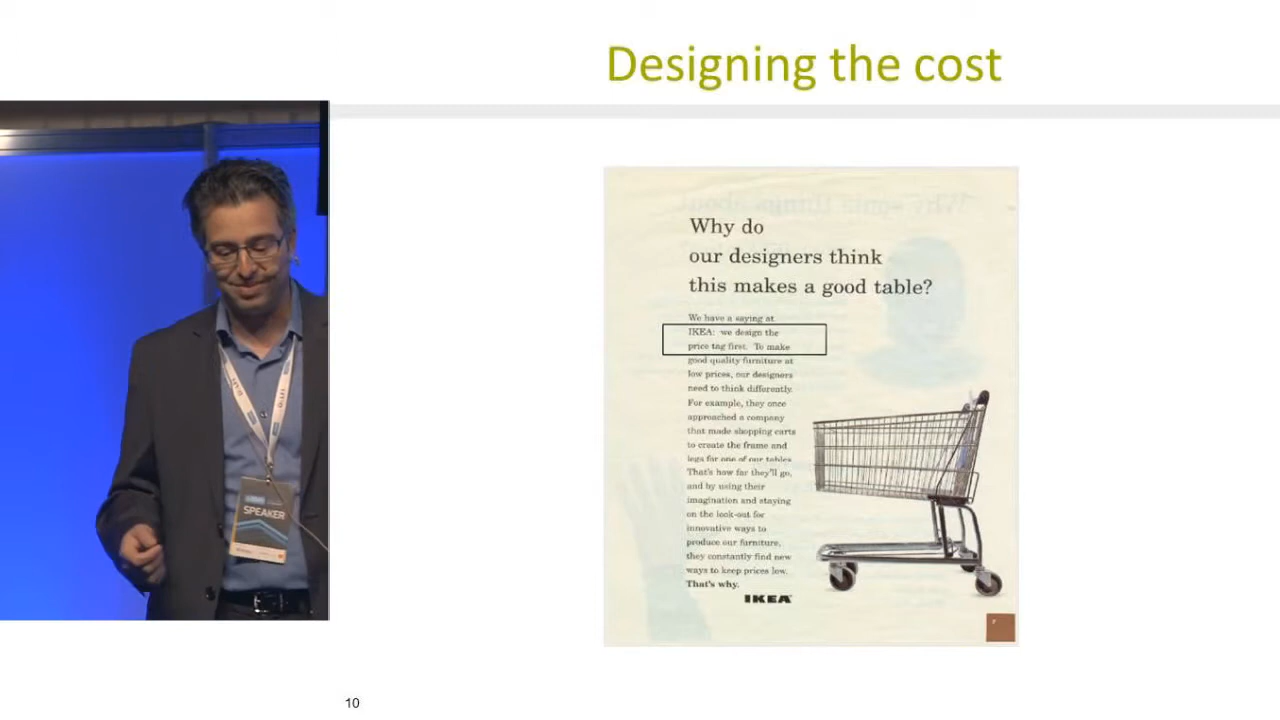 Designing the cost
Why do
our designers think
this makes a good table?
We have a saying at
IKEA: we design the
price tag first. To make
good quality furniture at
low prices, our designers
need to think differently.
For example, they once
approached a company
that made shopping carts
to create the frame and
legs for one of our tables.
That's how far they'll go,
and by using their
imagination and staying
on the look-out for
innovative ways to
produce our furniture,
they constantly find new
ways to keep prices low.
That's why.
IKEA
SPEAKER
10